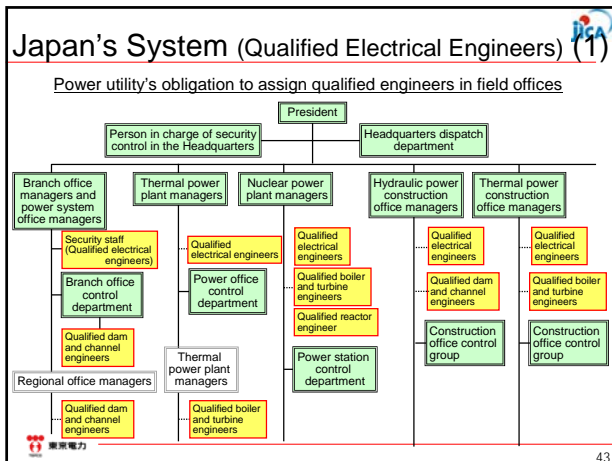 Japan's System (Qualified Electrical Engineers) (1)
jica
Power utility's obligation to assign qualified engineers in field offices
President
Person in charge of security
control in the Headquarters
Headquarters dispatch
department
Branch office
managers and
power system
office managers
Thermal power
plant managers
Nuclear power
plant managers
Hydraulic power
construction
office managers
Thermal power
construction
office managers
Security staff
(Qualified electrical
engineers)
Qualified
electrical engineers
Qualified
electrical
engineers
Qualified
electrical
engineers
Qualified
electrical
engineers
Branch office
control
department
Power office
control
department
Qualified boiler
and turbine
engineers
Qualified dam
and channel
engineers
Qualified boiler
and turbine
engineers
Qualified reactor
engineer
Qualified dam
and channel
engineers
Thermal
power plant
managers
Power station
control
department
Construction
office control
group
Construction
office control
group
Regional office managers
Qualified dam
and channel
engineers
Qualified boiler
and turbine
engineers
東京電力
43